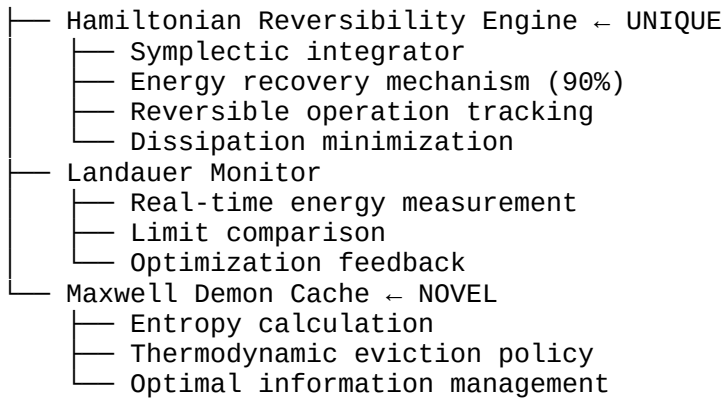 ├── Hamiltonian Reversibility Engine ← UNIQUE
│   ├── Symplectic integrator
│   ├── Energy recovery mechanism (90%)
│   ├── Reversible operation tracking
│   └── Dissipation minimization
├── Landauer Monitor
│   ├── Real-time energy measurement
│   ├── Limit comparison
│   └── Optimization feedback
└── Maxwell Demon Cache ← NOVEL
    ├── Entropy calculation
    ├── Thermodynamic eviction policy
    └── Optimal information management